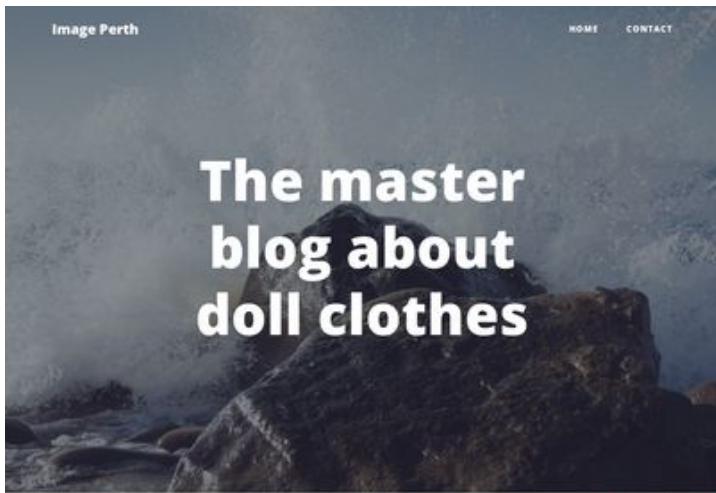 Image Perth
HOME CONTACT
The master
blog about
doll clothes